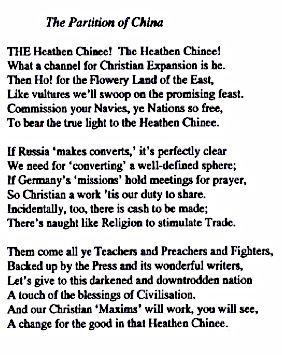 The Partition of China
THE Heathen Chinee! The Heathen Chinee!
What a channel for Christian Expansion is he.
Then Ho! for the Flowery Land of the East,
Like vultures we'll swoop on the promising feast.
Commission your Navies, ye Nations so free,
To bear the true light to the Heathen Chinee.
If Russia 'makes converts,' it's perfectly clear
We need for 'converting' a well-defined sphere;
If Germany's 'missions' hold meetings for prayer,
So Christian a work 'tis our duty to share.
Incidentally, too, there is cash to be made;
There's naught like Religion to stimulate Trade.
Them come all ye Teachers and Preachers and Fighters,
Backed up by the Press and its wonderful writers,
Let's give to this darkened and downtrodden nation
A touch of the blessings of Civilisation.
And our Christian 'Maxims' will work, you will see,
A change for the good in that Heathen Chinee.